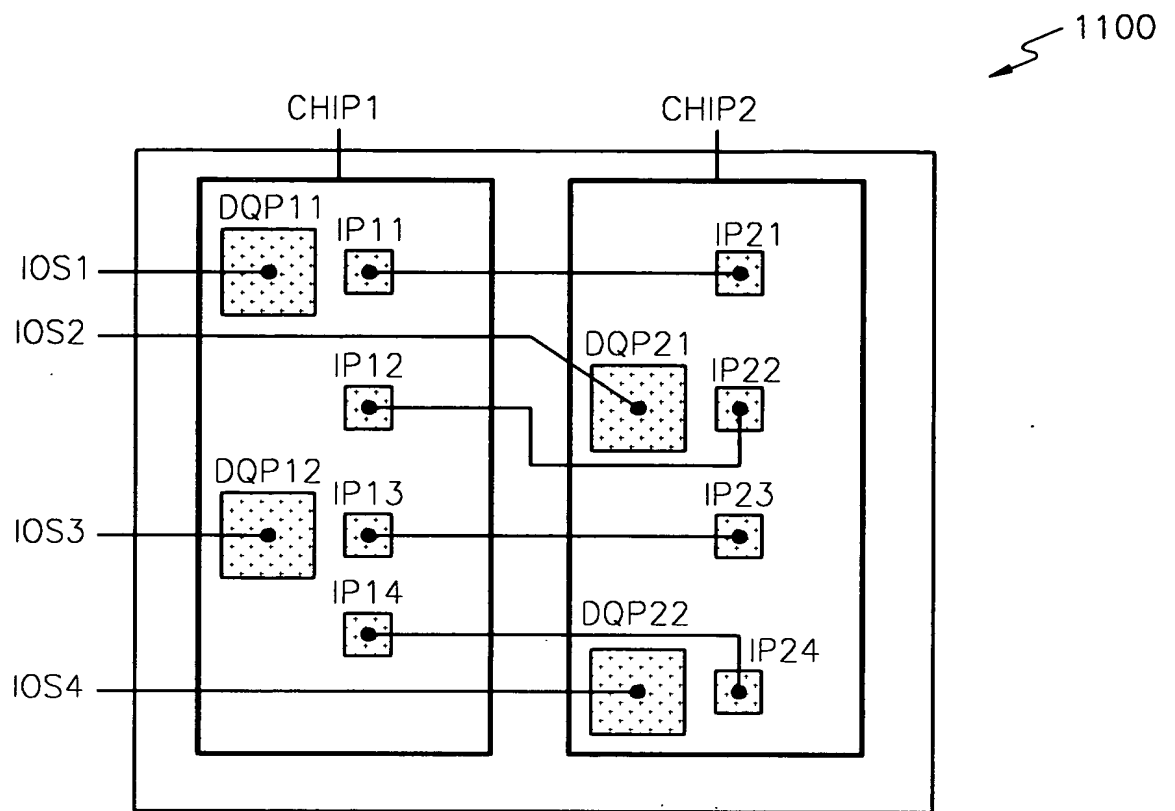 1100
CHIP1 CHIP2
DQP11
IP11 IP21
IOS1
IOS2
DQP21
IP12 IP22
DQP12
IP13 IP23
IOS3
IP14
DQP22
IP24
IOS4